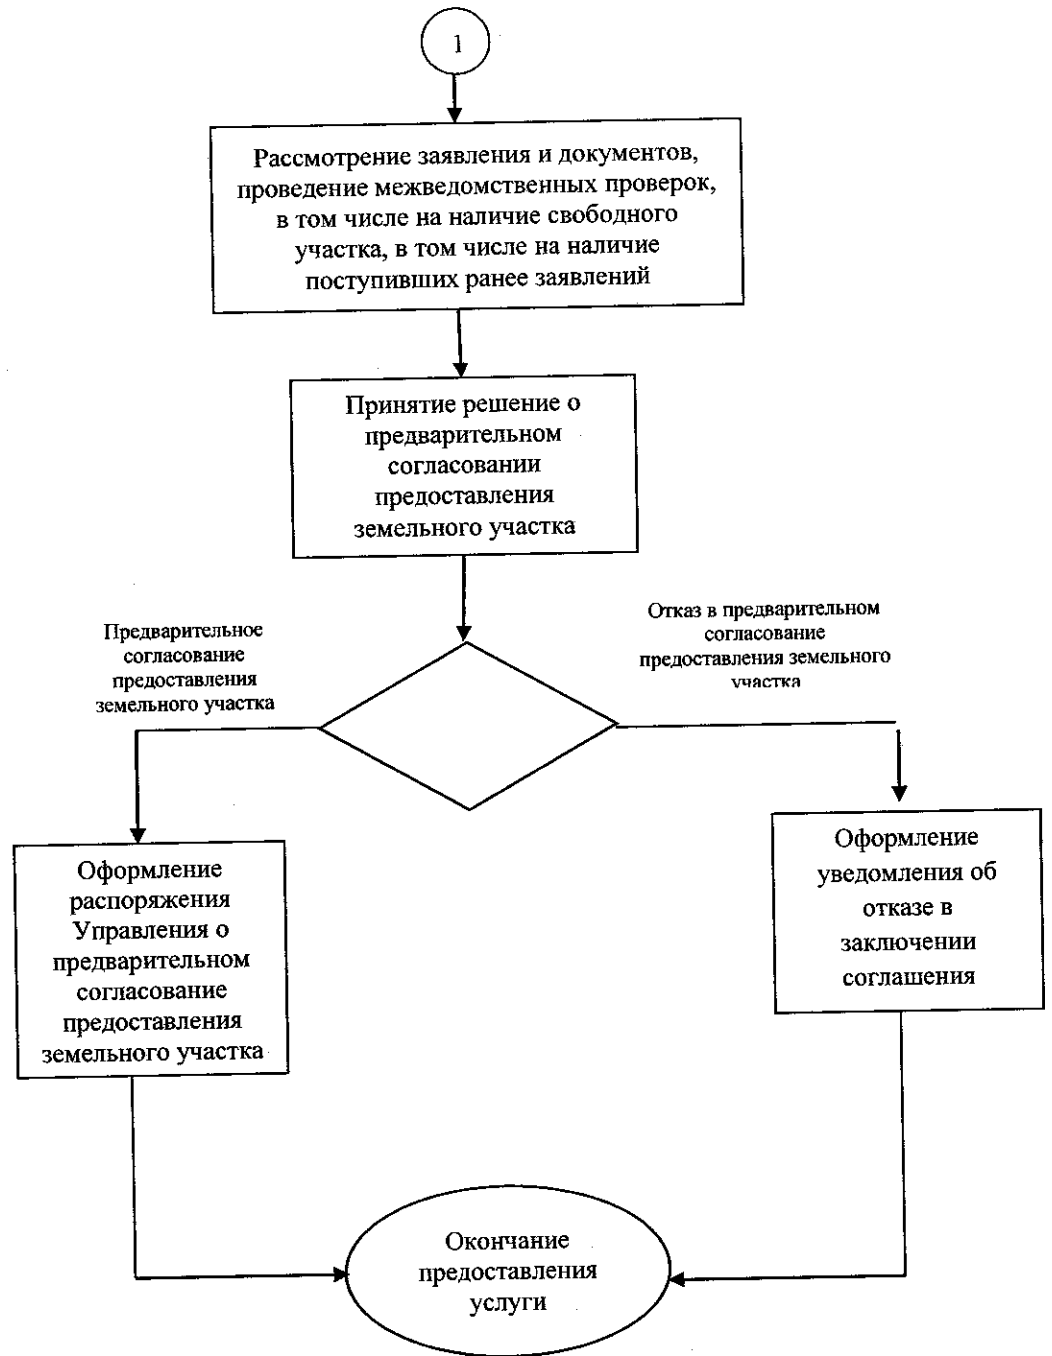 1
Рассмотрение заявления и документов,
проведение межведомственных проверок,
в том числе на наличие свободного
участка, в том числе на наличие
поступивших ранее заявлений
Принятие решение о
предварительном
согласовании
предоставления
земельного участка
Предварительное
согласование
предоставления
земельного участка
Отказ в предварительном
согласование
предоставления земельного
участка
Оформление
распоряжения
Управления о
предварительном
согласование
предоставления
земельного участка
Оформление
уведомления об
отказе в
заключении
соглашения
Окончание
предоставления
услуги